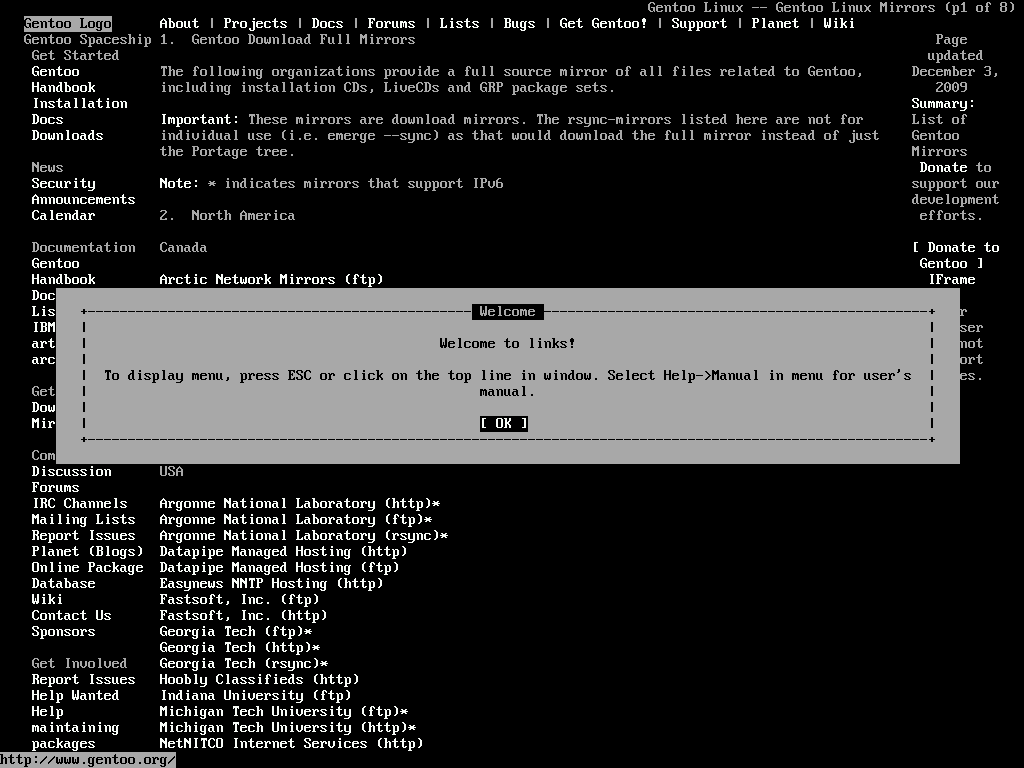 Gentoo Linux -- Gentoo Linux Mirrors (p1 of 8)
Gentoo Logo About | Projects | Docs | Forums | Lists | Bugs | Get Gentoo! | Support | Planet | Wiki
Gentoo Spaceship 1. Gentoo Download Full Mirrors Page
Get Started updated
Gentoo The following organizations provide a full source mirror of all files related to Gentoo, December 3,
Handbook including installation CDs, LiveCDs and GRP package sets. 2009
Installation Summary:
Docs Important: These mirrors are download mirrors. The rsync-mirrors listed here are not for List of
Downloads individual use (i.e. emerge --sync) as that would download the full mirror instead of just Gentoo
the Portage tree. Mirrors
News Donate to
Security Note: * indicates mirrors that support IPv6 support our
Announcements development
Calendar 2. North America efforts.
Documentation Canada [ Donate to
Gentoo Gentoo ]
Handbook Arctic Network Mirrors (ftp) IFrame
Doc
Lis Welcome r
IBM ser
art Welcome to links! not
arc ort
To display menu, press ESC or click on the top line in window. Select Help->Manual in menu for user's es.
Get manual.
Dow
Mir [ OK ]
Com
Discussion USA
Forums
IRC Channels Argonne National Laboratory (http)*
Mailing Lists Argonne National Laboratory (ftp)*
Report Issues Argonne National Laboratory (rsync)*
Planet (Blogs) Datapipe Managed Hosting (http)
Online Package Datapipe Managed Hosting (ftp)
Database Easynews NNTP Hosting (http)
Wiki Fastsoft, Inc. (ftp)
Contact Us Fastsoft, Inc. (http)
Sponsors Georgia Tech (ftp)*
Georgia Tech (http)*
Get Involved Georgia Tech (rsync)*
Report Issues Hoobly Classifieds (http)
Help Wanted Indiana University (ftp)
Help Michigan Tech University (ftp)*
maintaining Michigan Tech University (http)*
packages NetNITCO Internet Services (http)
http://www.gentoo.org/